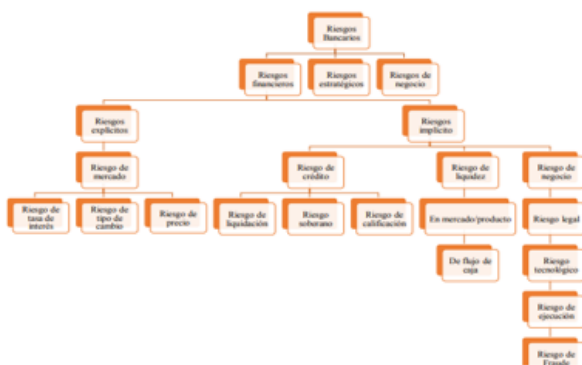 Riesgos
Bancarios
Riesgos
financieros
Riesgos
estratégicos
Riesgos de
negocio
Riesgos
explícitos
Riesgos
implícito
Riesgo de
mercado
Riesgo de
crédito
Riesgo de
liquidez
Riesgo de
negocio
Riesgo de
tasa de
interés
Riesgo de
tipo de
cambio
Riesgo de
precio
Riesgo de
liquidación
Riesgo
soberano
Riesgo de
calificación
En mercado/producto
Riesgo legal
De flujo de
caja
Riesgo
tecnológico
Riesgo de
ejecución
Riesgo de
Fraude